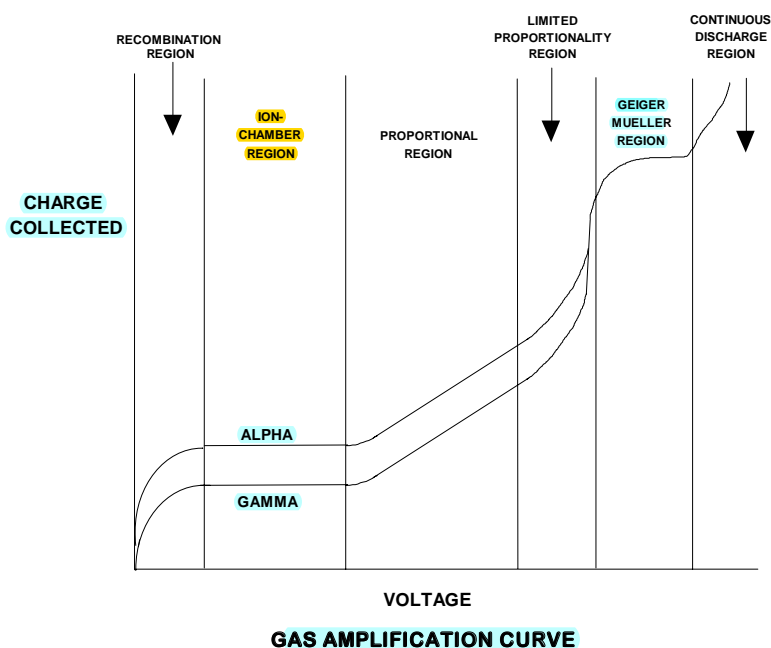 RECOMBINATION
REGION
ION-
CHAMBER
REGION
PROPORTIONAL
REGION
LIMITED
PROPORTIONALITY
REGION
GEIGER
MUELLER
REGION
CONTINUOUS
DISCHARGE
REGION
CHARGE
COLLECTED
ALPHA
GAMMA
VOLTAGE
GAS AMPLIFICATION CURVE